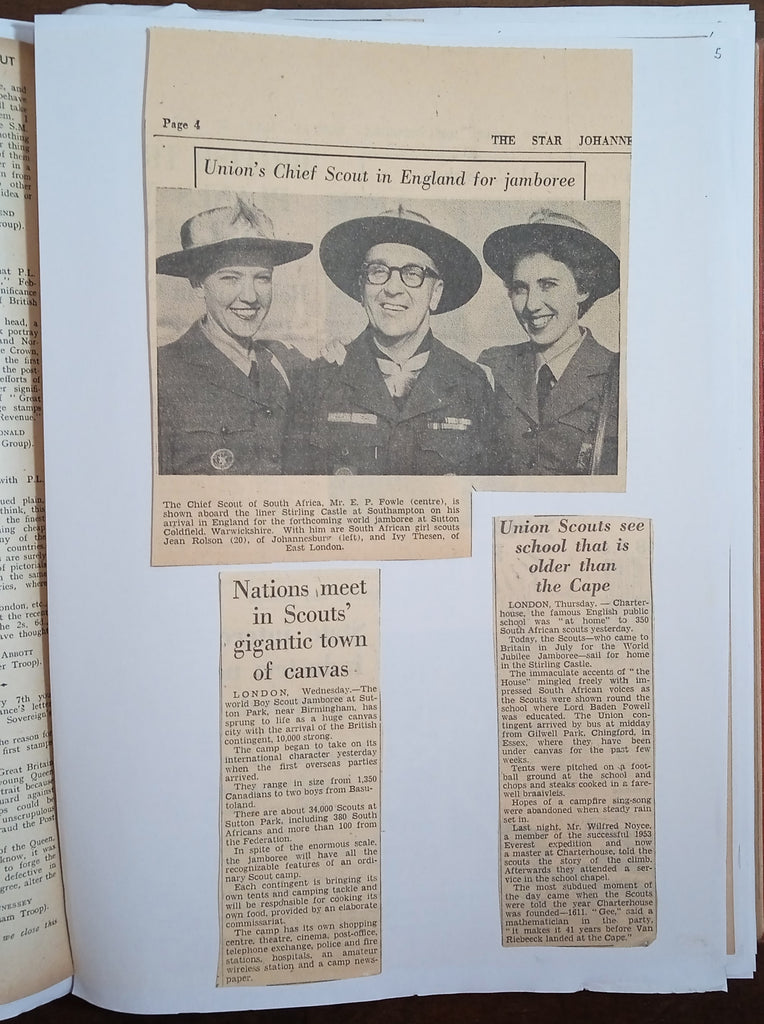 5
Page 4
THE STAR JOHANNE
Union's Chief Scout in England for jamboree
The Chief Scout of South Africa, Mr. E. P. Fowle (centre), is
shown aboard the liner Stirling Castle at Southampton on his
arrival in England for the forthcoming world jamboree at Sutton
Coldfield, Warwickshire. With him are South African girl scouts
Jean Rolson (20), of Johannesburg (left), and Ivy Thesen, of
East London.
Nations meet
in Scouts'
gigantic town
of canvas
LONDON, Wednesday.—The
world Boy Scout Jamboree at Sut-
ton Park, near Birmingham, has
sprung to life as a huge canvas
city with the arrival of the British
contingent, 10,000 strong.
The camp began to take on its
international character yesterday
when the first overseas parties
arrived.
They range in size from 1,350
Canadians to two boys from Basu-
toland.
There are about 34,000 Scouts at
Sutton Park, including 380 South
Africans and more than 100 from
the Federation.
In spite of the enormous scale,
the jamboree will have all the
recognizable features of an ordi-
nary Scout camp.
Each contingent is bringing its
own tents and camping tackle and
will be responsible for cooking its
own food, provided by an elaborate
commissariat.
The camp has its own shopping
centre, theatre, cinema, post-office,
telephone exchange, police and fire
stations, hospitals, an amateur
wireless station and a camp news-
paper.
Union Scouts see
school that is
older than
the Cape
LONDON, Thursday. — Charter-
house, the famous English public
school was "at home" to 350
South African scouts yesterday.
Today, the Scouts—who came to
Britain in July for the World
Jubilee Jamboree—sail for home
in the Stirling Castle.
The immaculate accents of "the
House" mingled freely with im-
pressed South African voices as
the Scouts were shown round the
school where Lord Baden Powell
was educated. The Union con-
tingent arrived by bus at midday
from Gilwell Park, Chingford, in
Essex, where they have been
under canvas for the past few
weeks.
Tents were pitched on a foot-
ball ground at the school and
chops and steaks cooked in a fare-
well braaivleis.
Hopes of a campfire sing-song
were abandoned when steady rain
set in.
Last night, Mr. Wilfred Noyce,
a member of the successful 1953
Everest expedition and now
a master at Charterhouse, told the
scouts the story of the climb.
Afterwards they attended a ser-
vice in the school chapel.
The most subdued moment of
the day came when the Scouts
were told the year Charterhouse
was founded—1611. "Gee," said a
mathematician in the party,
"it makes it 41 years before Van
Riebeeck landed at the Cape."